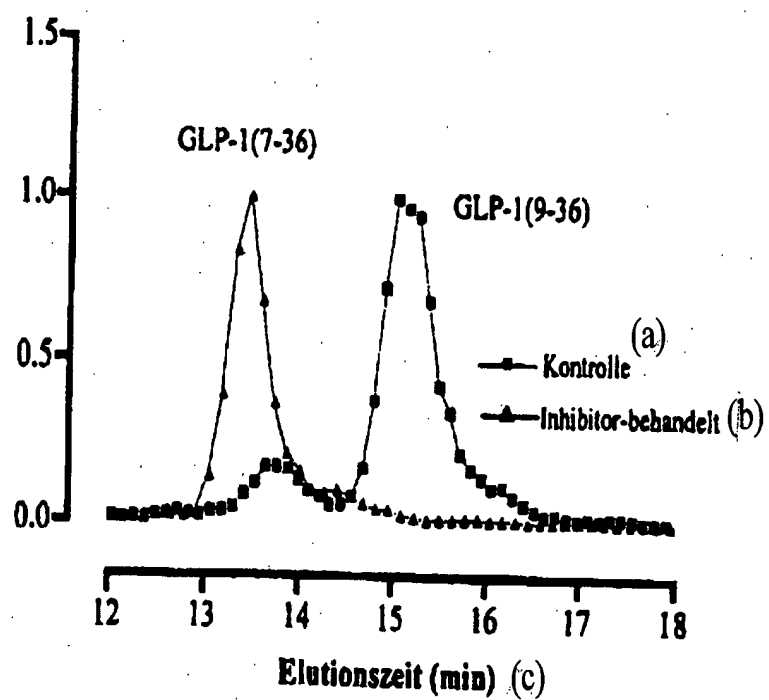 1.5
GLP-1(7-36)
1.0
GLP-1(9-36)
0.5
(a)
Kontrolle
Inhibitor-behandelt (b)
0.0
12 13 14 15 16 17 18
Elutionszeit (min) (c)